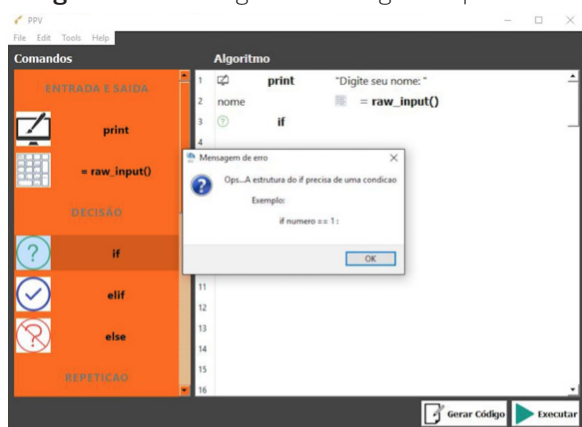 PPV
File Edit Tools Help
Comandos
Algoritmo
ENTRADA E SAIDA
print
= raw_input()
DECISÃO
if
elif
else
REPETICAO
1 print "Digite seu nome: "
2 nome = raw_input()
3 if
4
Mensagem de erro
Ops...A estrutura do if precisa de uma condicao
Exemplo:
if numero == 1 :
OK
11
12
13
14
15
16
Gerar Código
Executar